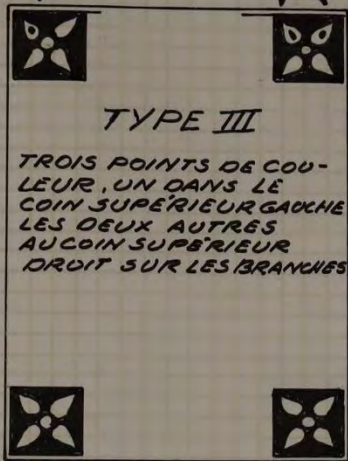 TYPE III
TROIS POINTS DE COU-
LEUR, UN DANS LE
COIN SUPÉRIEUR GAUCHE
LES DEUX AUTRES
AU COIN SUPÉRIEUR
DROIT SUR LES BRANCHES